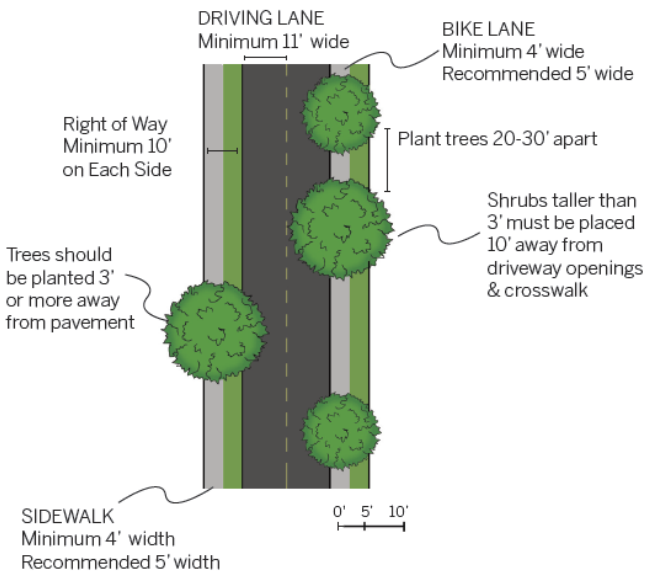 DRIVING LANE
Minimum 11' wide
BIKE LANE
Minimum 4' wide
Recommended 5' wide
Right of Way
Minimum 10'
on Each Side
Plant trees 20-30' apart
Shrubs taller than
3' must be placed
10' away from
driveway openings
& crosswalk
Trees should
be planted 3'
or more away
from pavement
SIDEWALK
Minimum 4' width
Recommended 5' width
0' 5' 10'